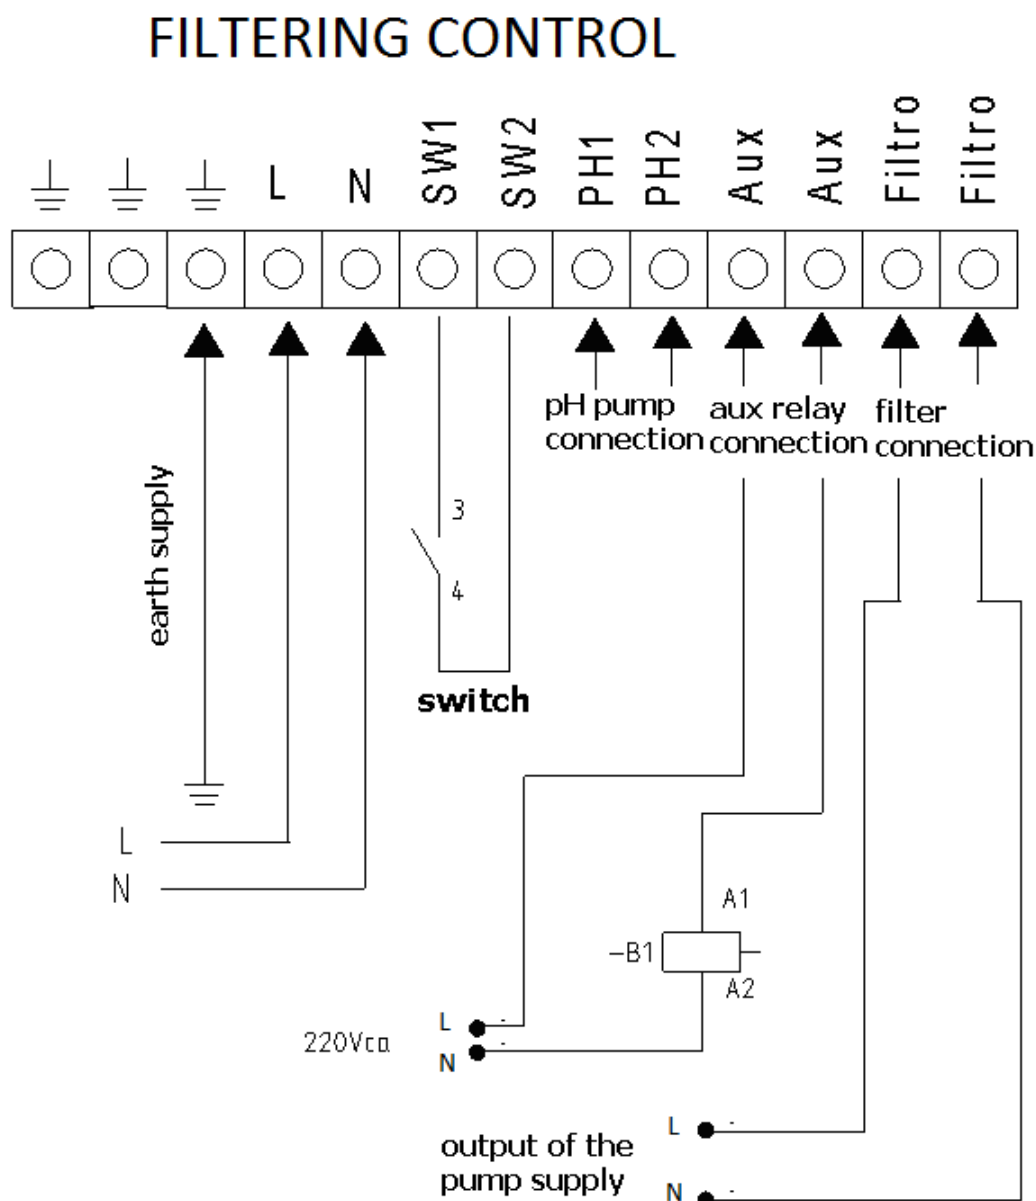 FILTERING CONTROL
L
N
SW1
SW2
PH1
PH2
Aux
Aux
Filtro
Filtro
pH pump
connection
aux relay
connection
filter
connection
earth supply
3
4
switch
L
N
A1
-B1
A2
220Vca
L
N
output of the
pump supply
L
N